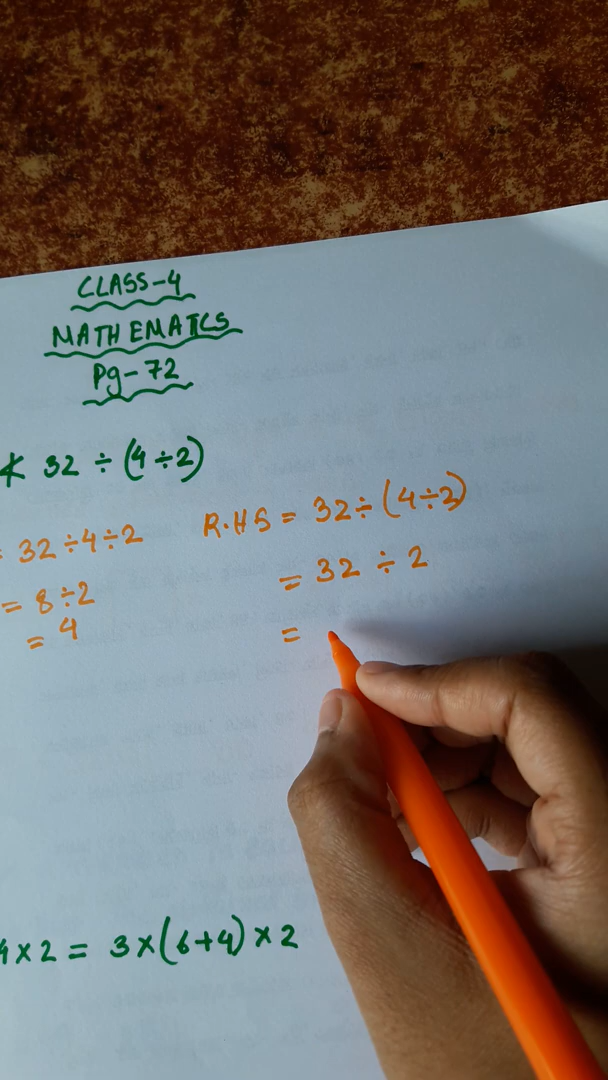 CLASS-4
MATHEMATICS
Pg-72
< 32 ÷ (4÷2)
= 32÷4÷2
= 8÷2
= 4
R.HS = 32÷(4÷2)
= 32 ÷ 2
=
4×2 = 3×(6+4)×2